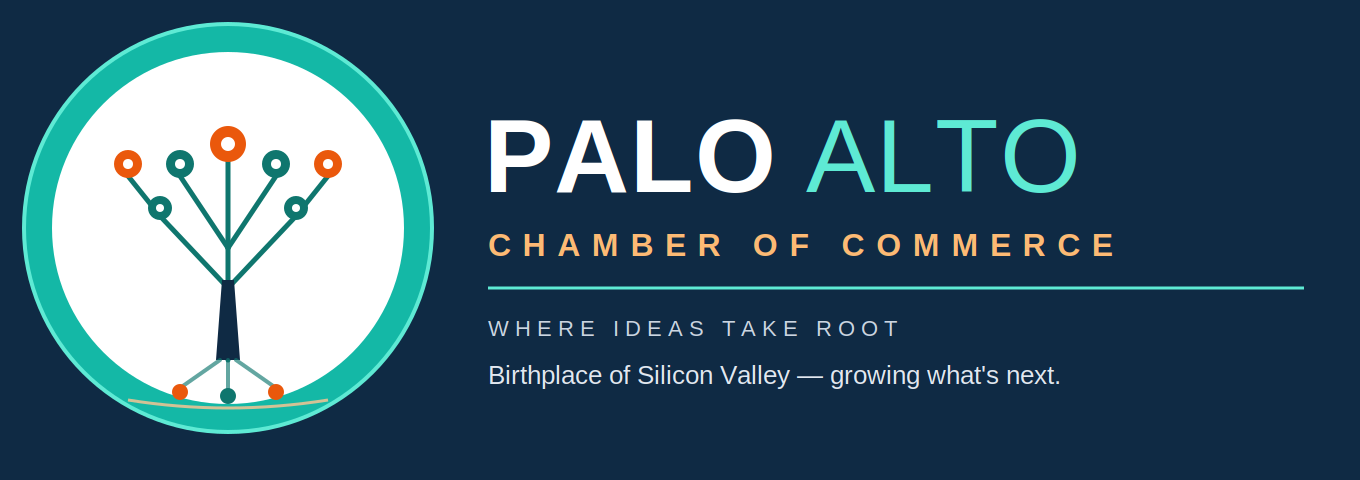 PALO ALTO
CHAMBER OF COMMERCE
WHERE IDEAS TAKE ROOT
Birthplace of Silicon Valley — growing what's next.